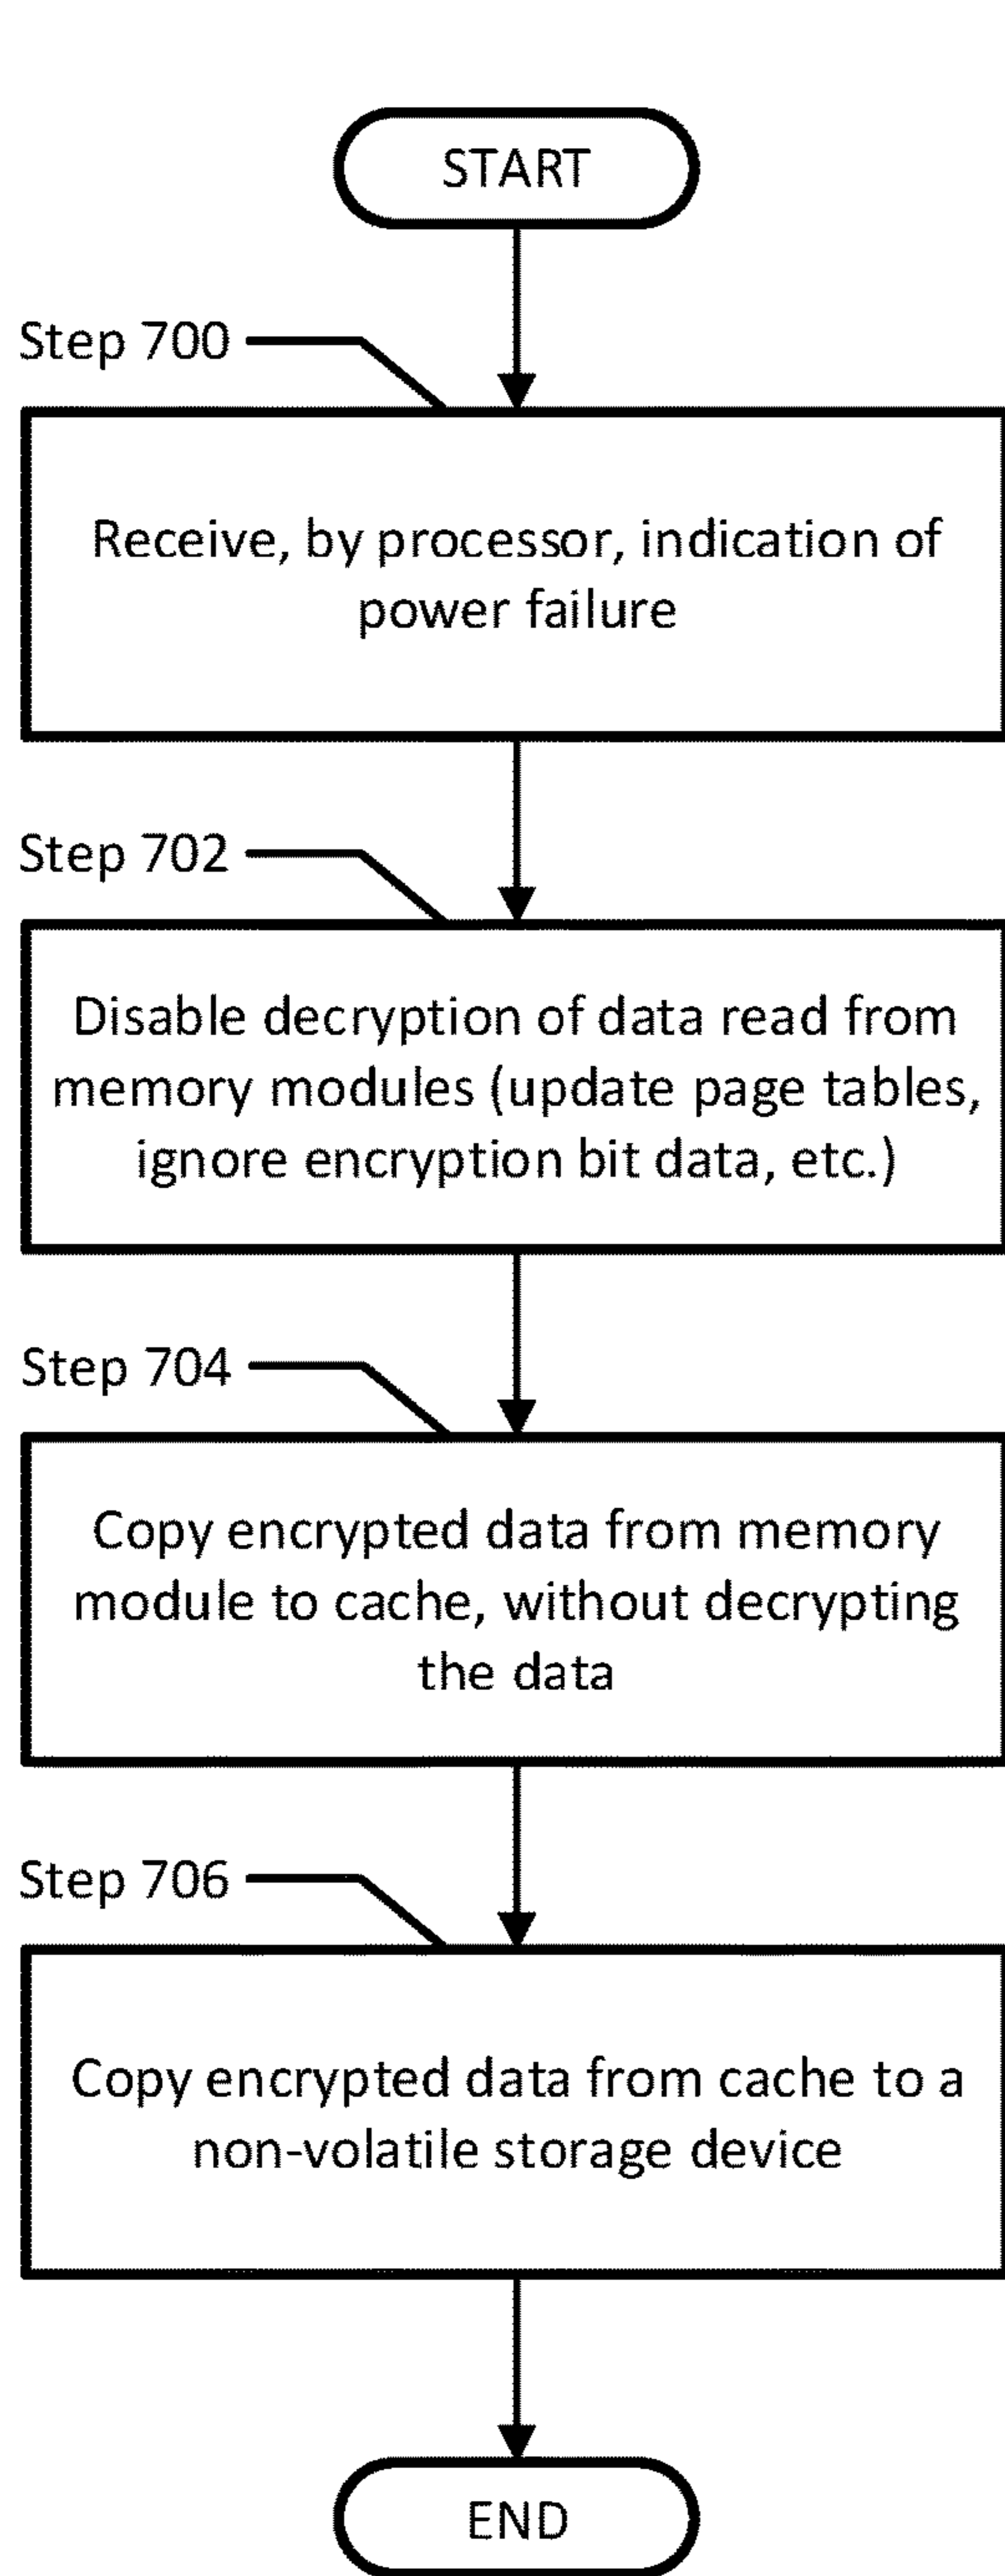 START
Step 700
Receive, by processor, indication of
power failure
Step 702
Disable decryption of data read from
memory modules (update page tables,
ignore encryption bit data, etc.)
Step 704
Copy encrypted data from memory
module to cache, without decrypting
the data
Step 706
Copy encrypted data from cache to a
non-volatile storage device
END